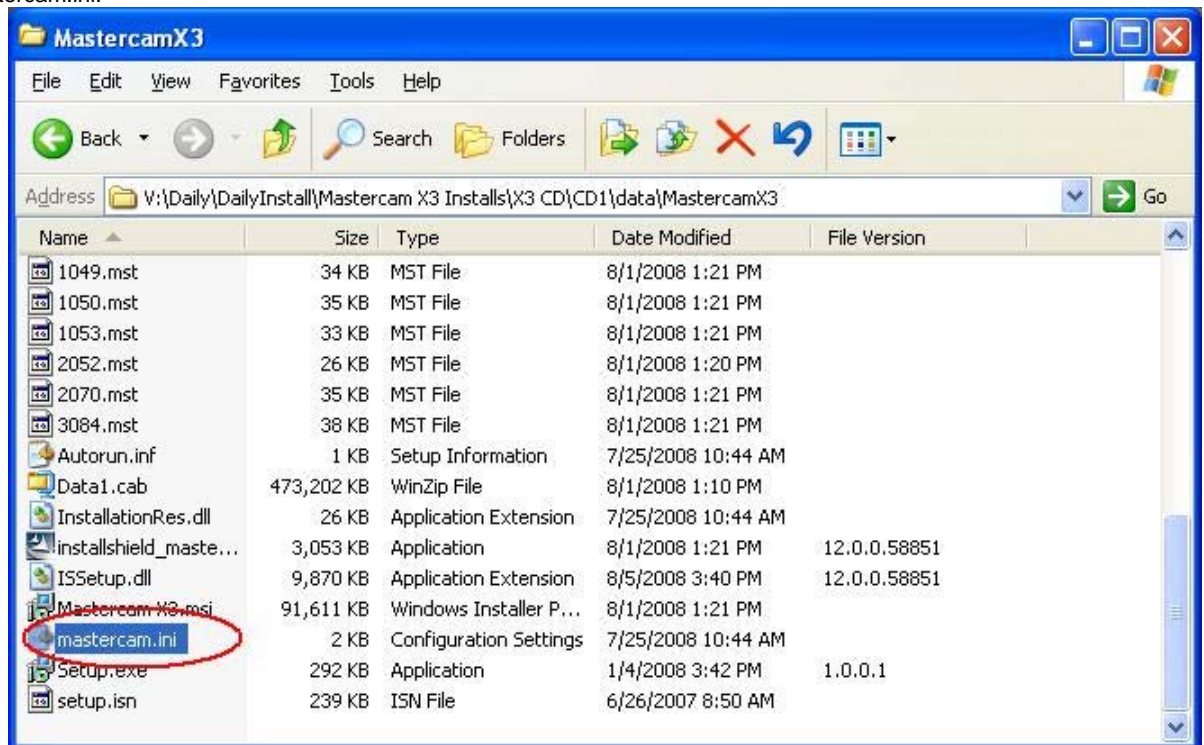 MastercamX3
File Edit View Favorites Tools Help
Back Search Folders
Address V:\Daily\DailyInstall\Mastercam X3 Installs\X3 CD\CD1\data\MastercamX3 Go
Name Size Type Date Modified File Version
1049.mst 34 KB MST File 8/1/2008 1:21 PM
1050.mst 35 KB MST File 8/1/2008 1:21 PM
1053.mst 33 KB MST File 8/1/2008 1:21 PM
2052.mst 26 KB MST File 8/1/2008 1:20 PM
2070.mst 35 KB MST File 8/1/2008 1:21 PM
3084.mst 38 KB MST File 8/1/2008 1:21 PM
Autorun.inf 1 KB Setup Information 7/25/2008 10:44 AM
Data1.cab 473,202 KB WinZip File 8/1/2008 1:10 PM
InstallationRes.dll 26 KB Application Extension 7/25/2008 10:44 AM
installshield_maste... 3,053 KB Application 8/1/2008 1:21 PM 12.0.0.58851
ISSetup.dll 9,870 KB Application Extension 8/5/2008 3:40 PM 12.0.0.58851
Mastercam X3.msi 91,611 KB Windows Installer P... 8/1/2008 1:21 PM
mastercam.ini 2 KB Configuration Settings 7/25/2008 10:44 AM
Setup.exe 292 KB Application 1/4/2008 3:42 PM 1.0.0.1
setup.isn 239 KB ISN File 6/26/2007 8:50 AM